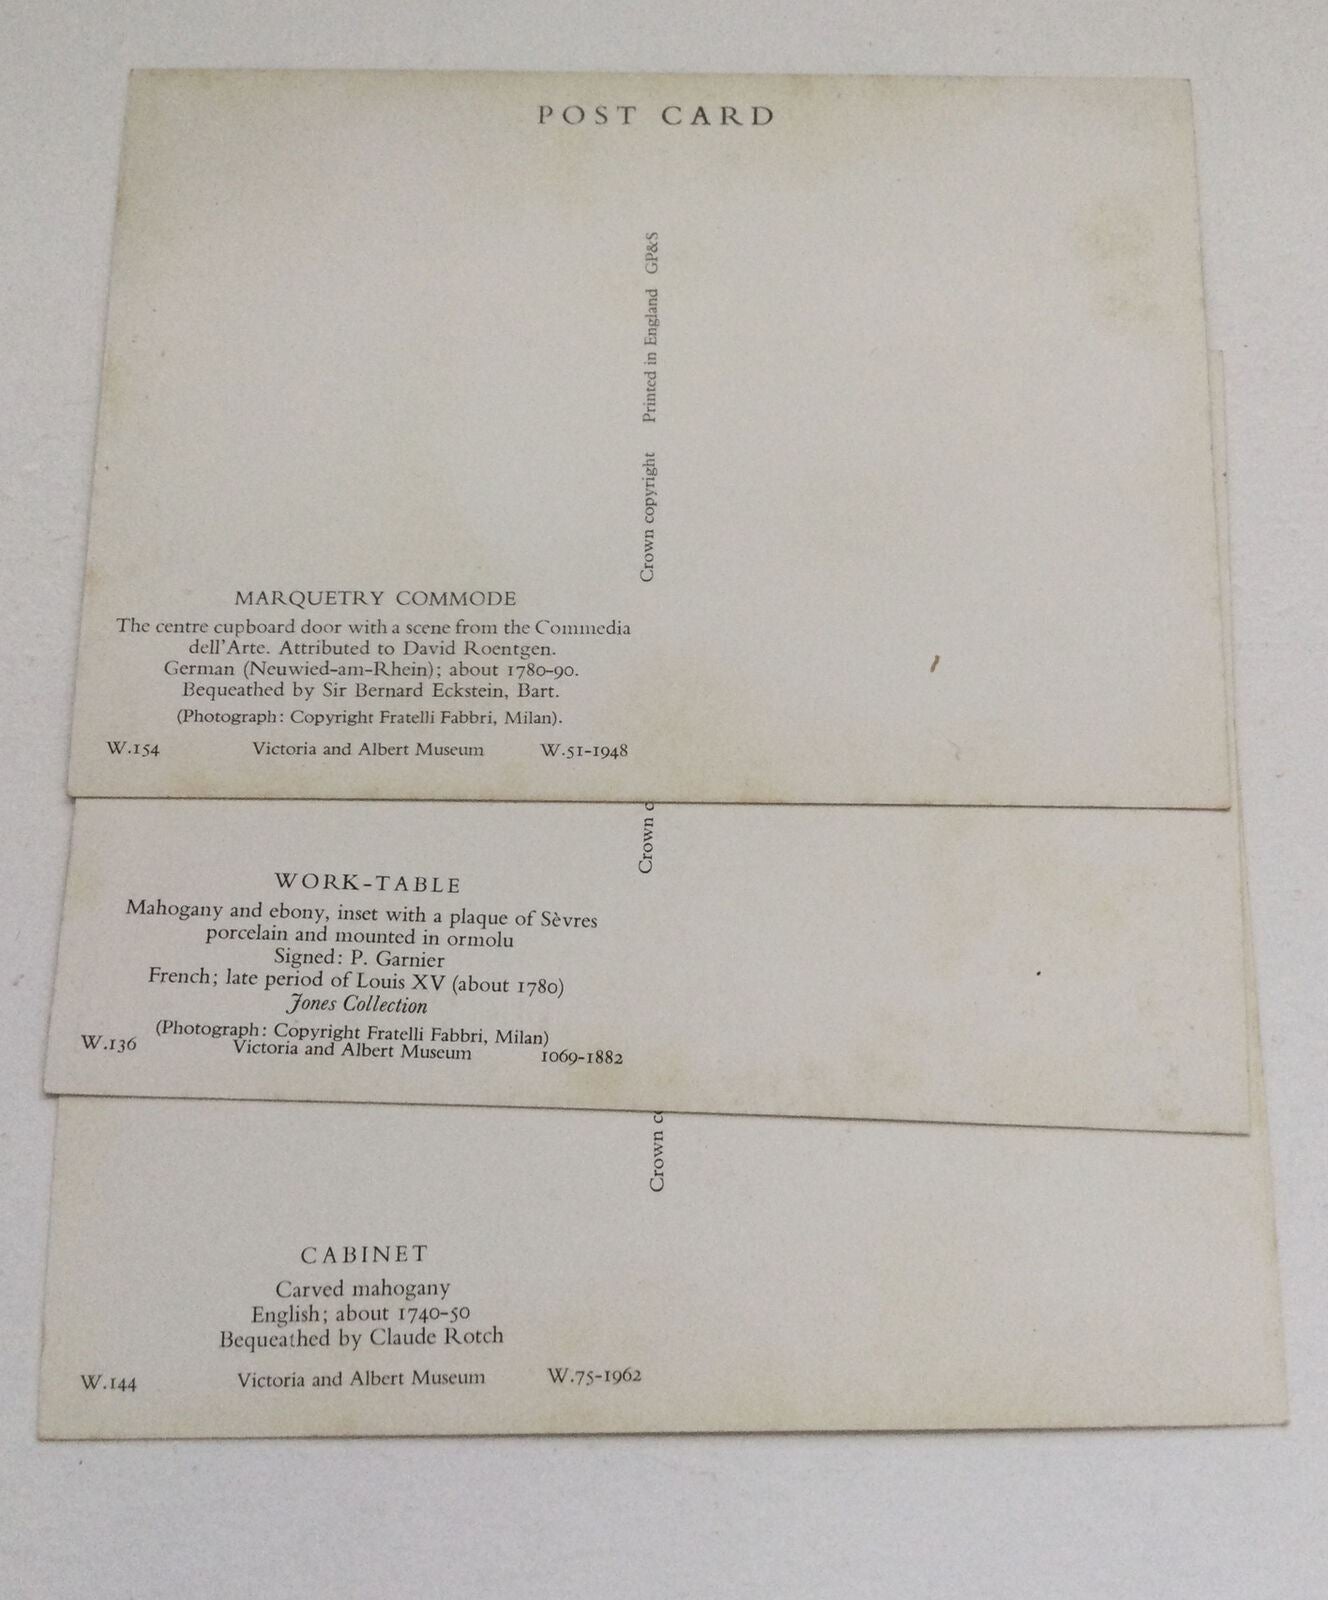 POST CARD
Crown copyright Printed in England GP&S
MARQUETRY COMMODE
The centre cupboard door with a scene from the Commedia
dell'Arte. Attributed to David Roentgen.
German (Neuwied-am-Rhein); about 1780-90.
Bequeathed by Sir Bernard Eckstein, Bart.
(Photograph: Copyright Fratelli Fabbri, Milan).
W.154 Victoria and Albert Museum W.51-1948
Crown c
WORK-TABLE
Mahogany and ebony, inset with a plaque of Sèvres
porcelain and mounted in ormolu
Signed: P. Garnier
French; late period of Louis XV (about 1780)
Jones Collection
(Photograph: Copyright Fratelli Fabbri, Milan)
W.136 Victoria and Albert Museum 1069-1882
Crown co
CABINET
Carved mahogany
English; about 1740-50
Bequeathed by Claude Rotch
W.144 Victoria and Albert Museum W.75-1962